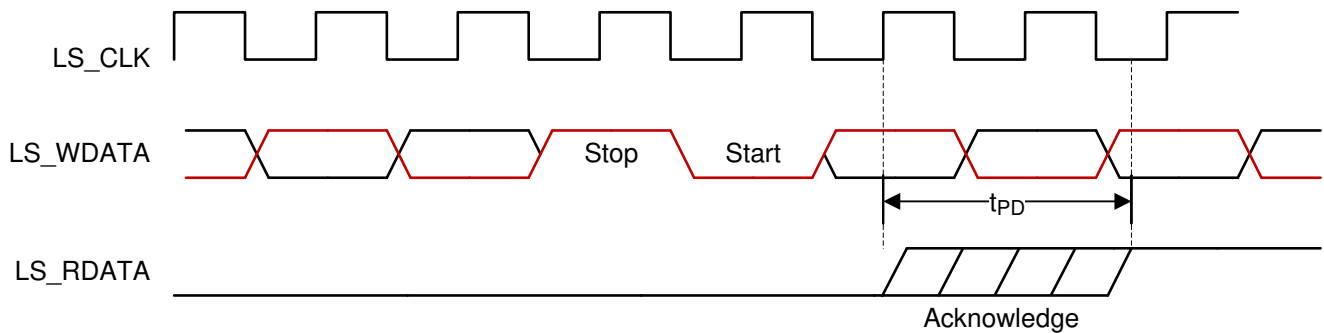 LS_CLK
LS_WDATA
Stop
Start
tPD
LS_RDATA
Acknowledge